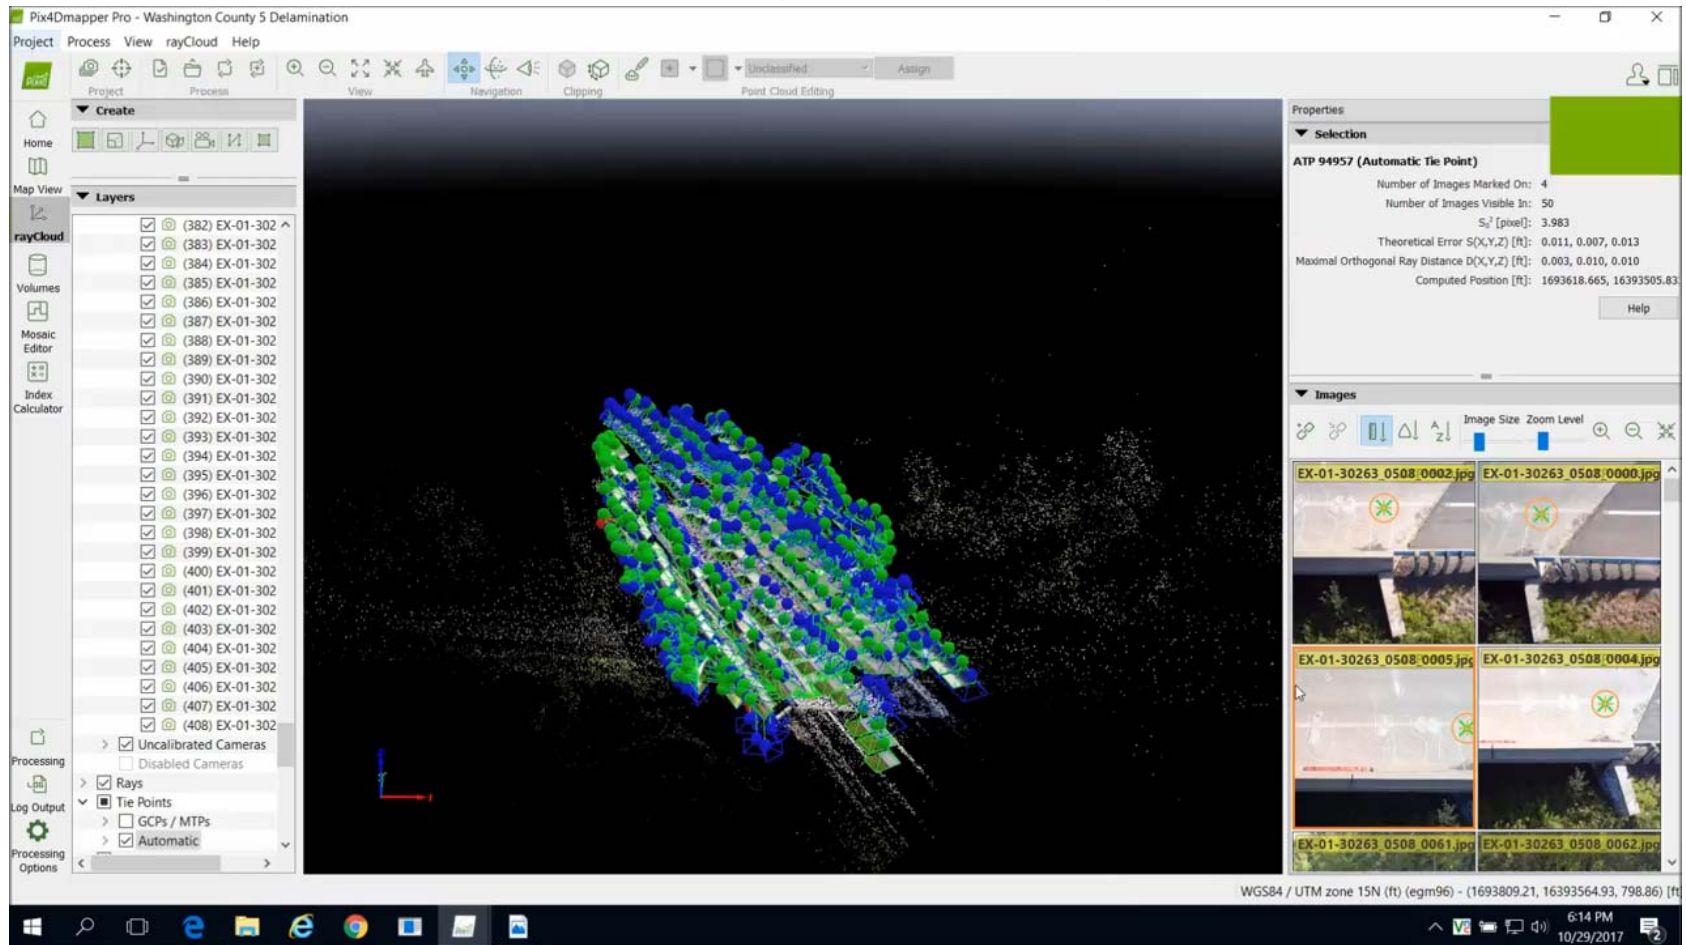 Pix4Dmapper Pro - Washington County 5 Delamination
Project Process View rayCloud Help
Project Process View Navigation Clipping Point Cloud Editing
Unclassified
Assign
Home
Map View
rayCloud
Volumes
Mosaic
Editor
Index
Calculator
Processing
Log Output
Processing
Options
Create
Layers
(382) EX-01-302
(383) EX-01-302
(384) EX-01-302
(385) EX-01-302
(386) EX-01-302
(387) EX-01-302
(388) EX-01-302
(389) EX-01-302
(390) EX-01-302
(391) EX-01-302
(392) EX-01-302
(393) EX-01-302
(394) EX-01-302
(395) EX-01-302
(396) EX-01-302
(397) EX-01-302
(398) EX-01-302
(399) EX-01-302
(400) EX-01-302
(401) EX-01-302
(402) EX-01-302
(403) EX-01-302
(404) EX-01-302
(405) EX-01-302
(406) EX-01-302
(407) EX-01-302
(408) EX-01-302
Uncalibrated Cameras
Disabled Cameras
Rays
Tie Points
GCPs / MTPs
Automatic
Properties
Selection
ATP 94957 (Automatic Tie Point)
Number of Images Marked On: 4
Number of Images Visible In: 50
S₀² [pixel]: 3.983
Theoretical Error S(X,Y,Z) [ft]: 0.011, 0.007, 0.013
Maximal Orthogonal Ray Distance D(X,Y,Z) [ft]: 0.003, 0.010, 0.010
Computed Position [ft]: 1693618.665, 16393505.83
Help
Images
Image Size Zoom Level
EX-01-30263_0508_0002.jpg EX-01-30263_0508_0000.jpg
EX-01-30263_0508_0005.jpg EX-01-30263_0508_0004.jpg
EX-01-30263_0508_0061.jpg EX-01-30263_0508_0062.jpg
WGS84 / UTM zone 15N (ft) (egm96) - (1693809.21, 16393564.93, 798.86) [ft
6:14 PM
10/29/2017